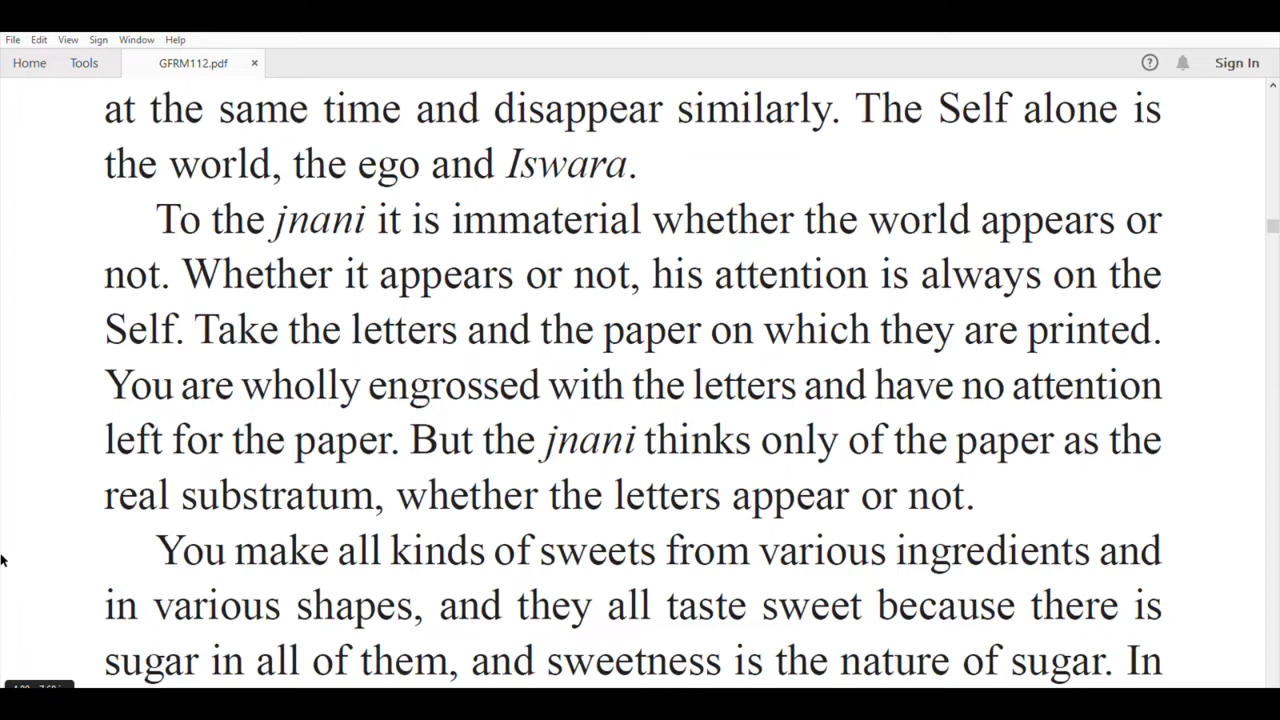 File Edit View Sign Window Help
Home Tools GFRM112.pdf × Sign In
at the same time and disappear similarly. The Self alone is
the world, the ego and Iswara.
To the jnani it is immaterial whether the world appears or
not. Whether it appears or not, his attention is always on the
Self. Take the letters and the paper on which they are printed.
You are wholly engrossed with the letters and have no attention
left for the paper. But the jnani thinks only of the paper as the
real substratum, whether the letters appear or not.
You make all kinds of sweets from various ingredients and
in various shapes, and they all taste sweet because there is
sugar in all of them, and sweetness is the nature of sugar. In